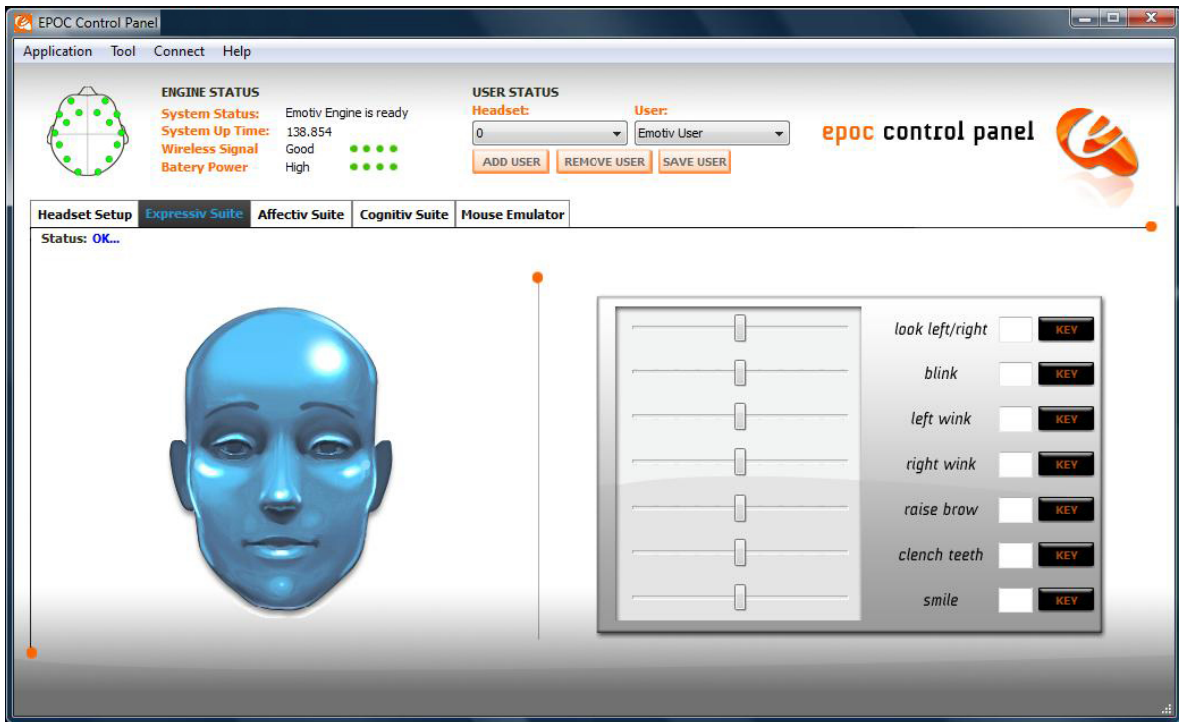 EPOC Control Panel
Application Tool Connect Help
ENGINE STATUS
System Status: Emotiv Engine is ready
System Up Time: 138.854
Wireless Signal Good
Batery Power High
USER STATUS
Headset: User:
0 Emotiv User
ADD USER REMOVE USER SAVE USER
epoc control panel
Headset Setup Expressiv Suite Affectiv Suite Cognitiv Suite Mouse Emulator
Status: OK...
look left/right KEY
blink KEY
left wink KEY
right wink KEY
raise brow KEY
clench teeth KEY
smile KEY